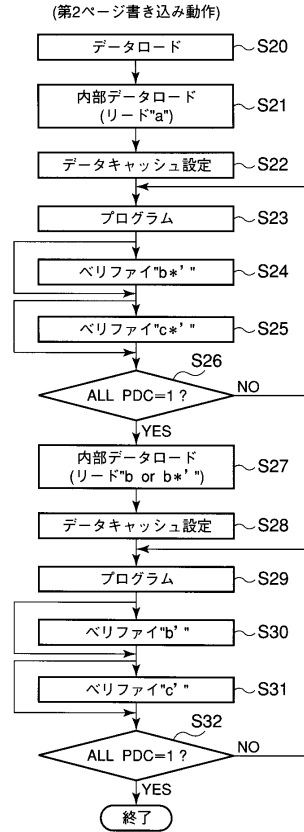 (第2ページ書き込み動作)
データロード
S20
内部データロード
(リード"a")
S21
データキャッシュ設定
S22
プログラム
S23
ベリファイ"b*'"
S24
ベリファイ"c*'"
S25
S26
ALL PDC=1 ?
NO
YES
内部データロード
(リード"b or b*'")
S27
データキャッシュ設定
S28
プログラム
S29
ベリファイ"b'"
S30
ベリファイ"c'"
S31
S32
ALL PDC=1 ?
NO
YES
終了